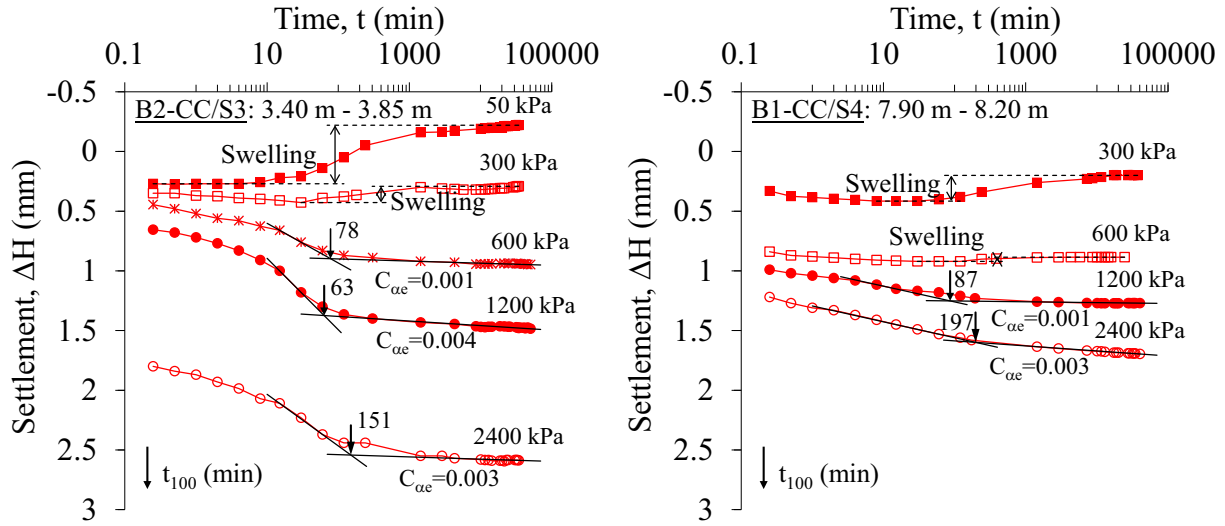 Time, t (min)
0.1 10 1000 100000
Settlement, ΔH (mm)
-0.5
0
0.5
1
1.5
2
2.5
3
B2-CC/S3: 3.40 m - 3.85 m
50 kPa
Swelling
300 kPa
Swelling
78
600 kPa
Cαe=0.001
63
1200 kPa
Cαe=0.004
151
2400 kPa
Cαe=0.003
t100 (min)
Time, t (min)
0.1 10 1000 100000
Settlement, ΔH (mm)
-0.5
0
0.5
1
1.5
2
2.5
3
B1-CC/S4: 7.90 m - 8.20 m
300 kPa
Swelling
600 kPa
Swelling
87
1200 kPa
Cαe=0.001
197
2400 kPa
Cαe=0.003
t100 (min)